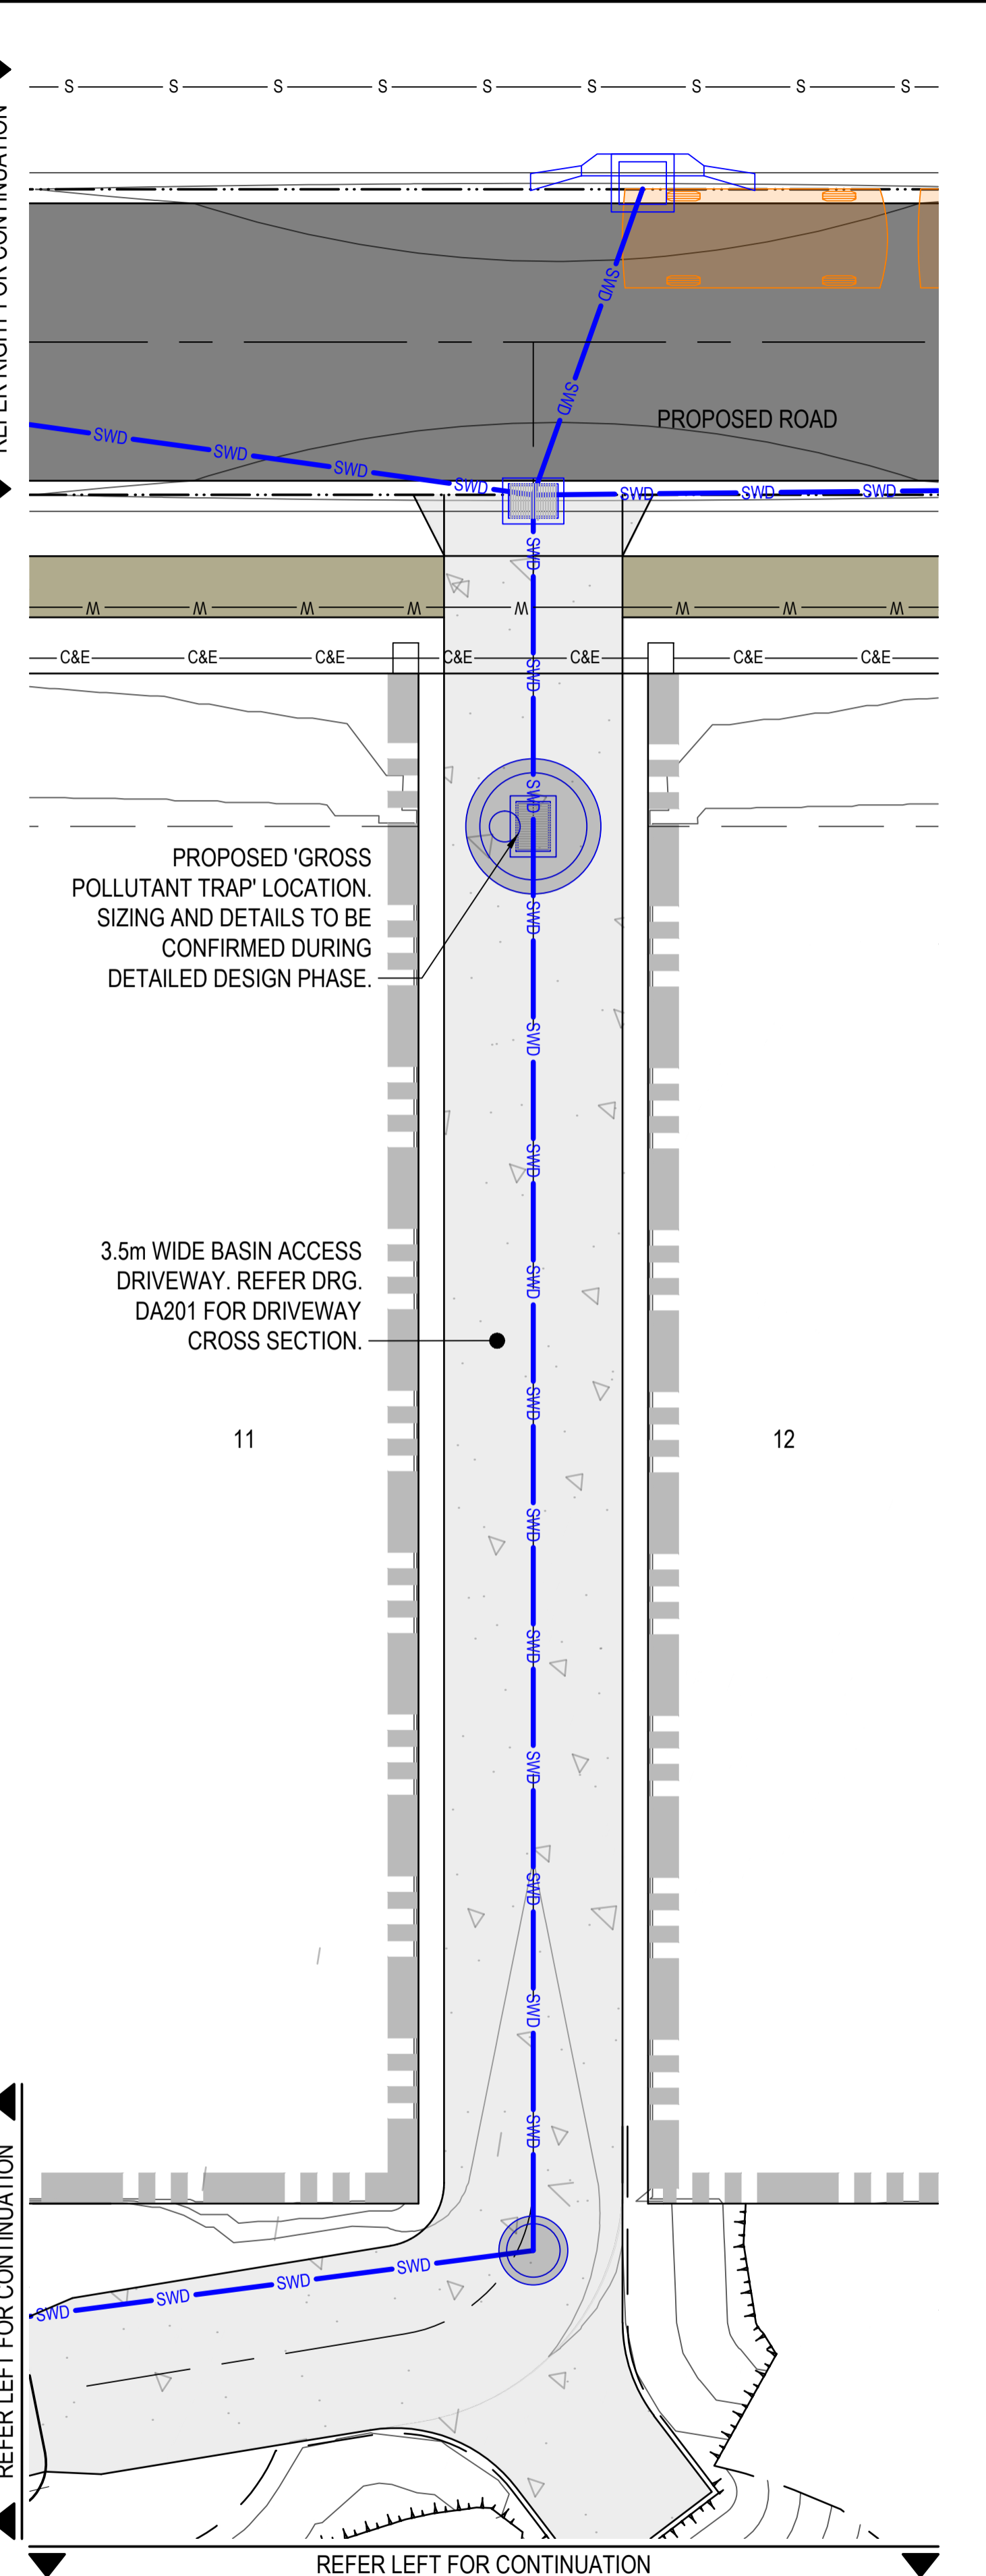 S S S S S S S S S
REFER RIGHT FOR CONTINUATION
SWD
SWD
PROPOSED ROAD
SWD SWD SWD SWD SWD SWD SWD
SWD
W W W W W W W W
C&E C&E C&E C&E C&E C&E C&E
SWD
SWD
PROPOSED 'GROSS
POLLUTANT TRAP' LOCATION.
SIZING AND DETAILS TO BE
CONFIRMED DURING
DETAILED DESIGN PHASE.
SWD
SWD
SWD
SWD
3.5m WIDE BASIN ACCESS
DRIVEWAY. REFER DRG.
DA201 FOR DRIVEWAY
CROSS SECTION.
SWD
11
12
SWD
SWD
SWD
SWD
SWD
SWD
SWD SWD SWD SWD
REFER LEFT FOR CONTINUATION
REFER LEFT FOR CONTINUATION